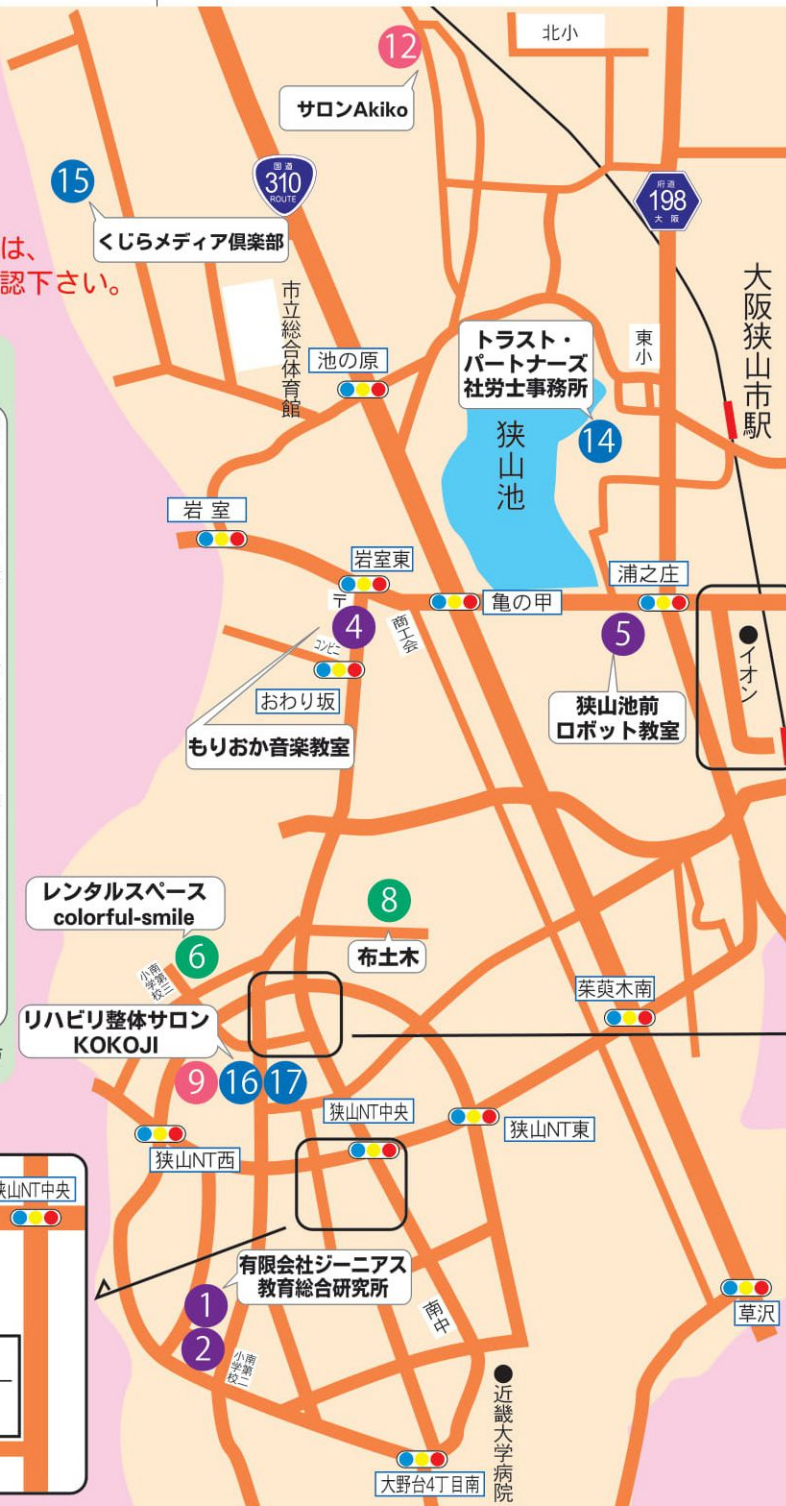 12
北小
サロンAkiko
国道
310
ROUTE
府道
198
大阪
15
くじらメディア倶楽部
は、
認下さい。
市立総合体育館
大阪狭山市駅
トラスト・
パートナーズ
社労士事務所
東小
池の原
14
狭山池
岩室
岩室東
浦之庄
亀の甲
〒
4
商工会
5
コンビニ
イオン
おわり坂
狭山池前
ロボット教室
もりおか音楽教室
レンタルスペース
colorful-smile
8
6
布土木
南第三
小学校
茱萸木南
リハビリ整体サロン
KOKOJI
9
16
17
狭山NT中央
狭山NT東
狭山NT西
狭山NT中央
有限会社ジーニアス
教育総合研究所
1
南中
草沢
2
南第二
小学校
近畿大学病院
大野台4丁目南